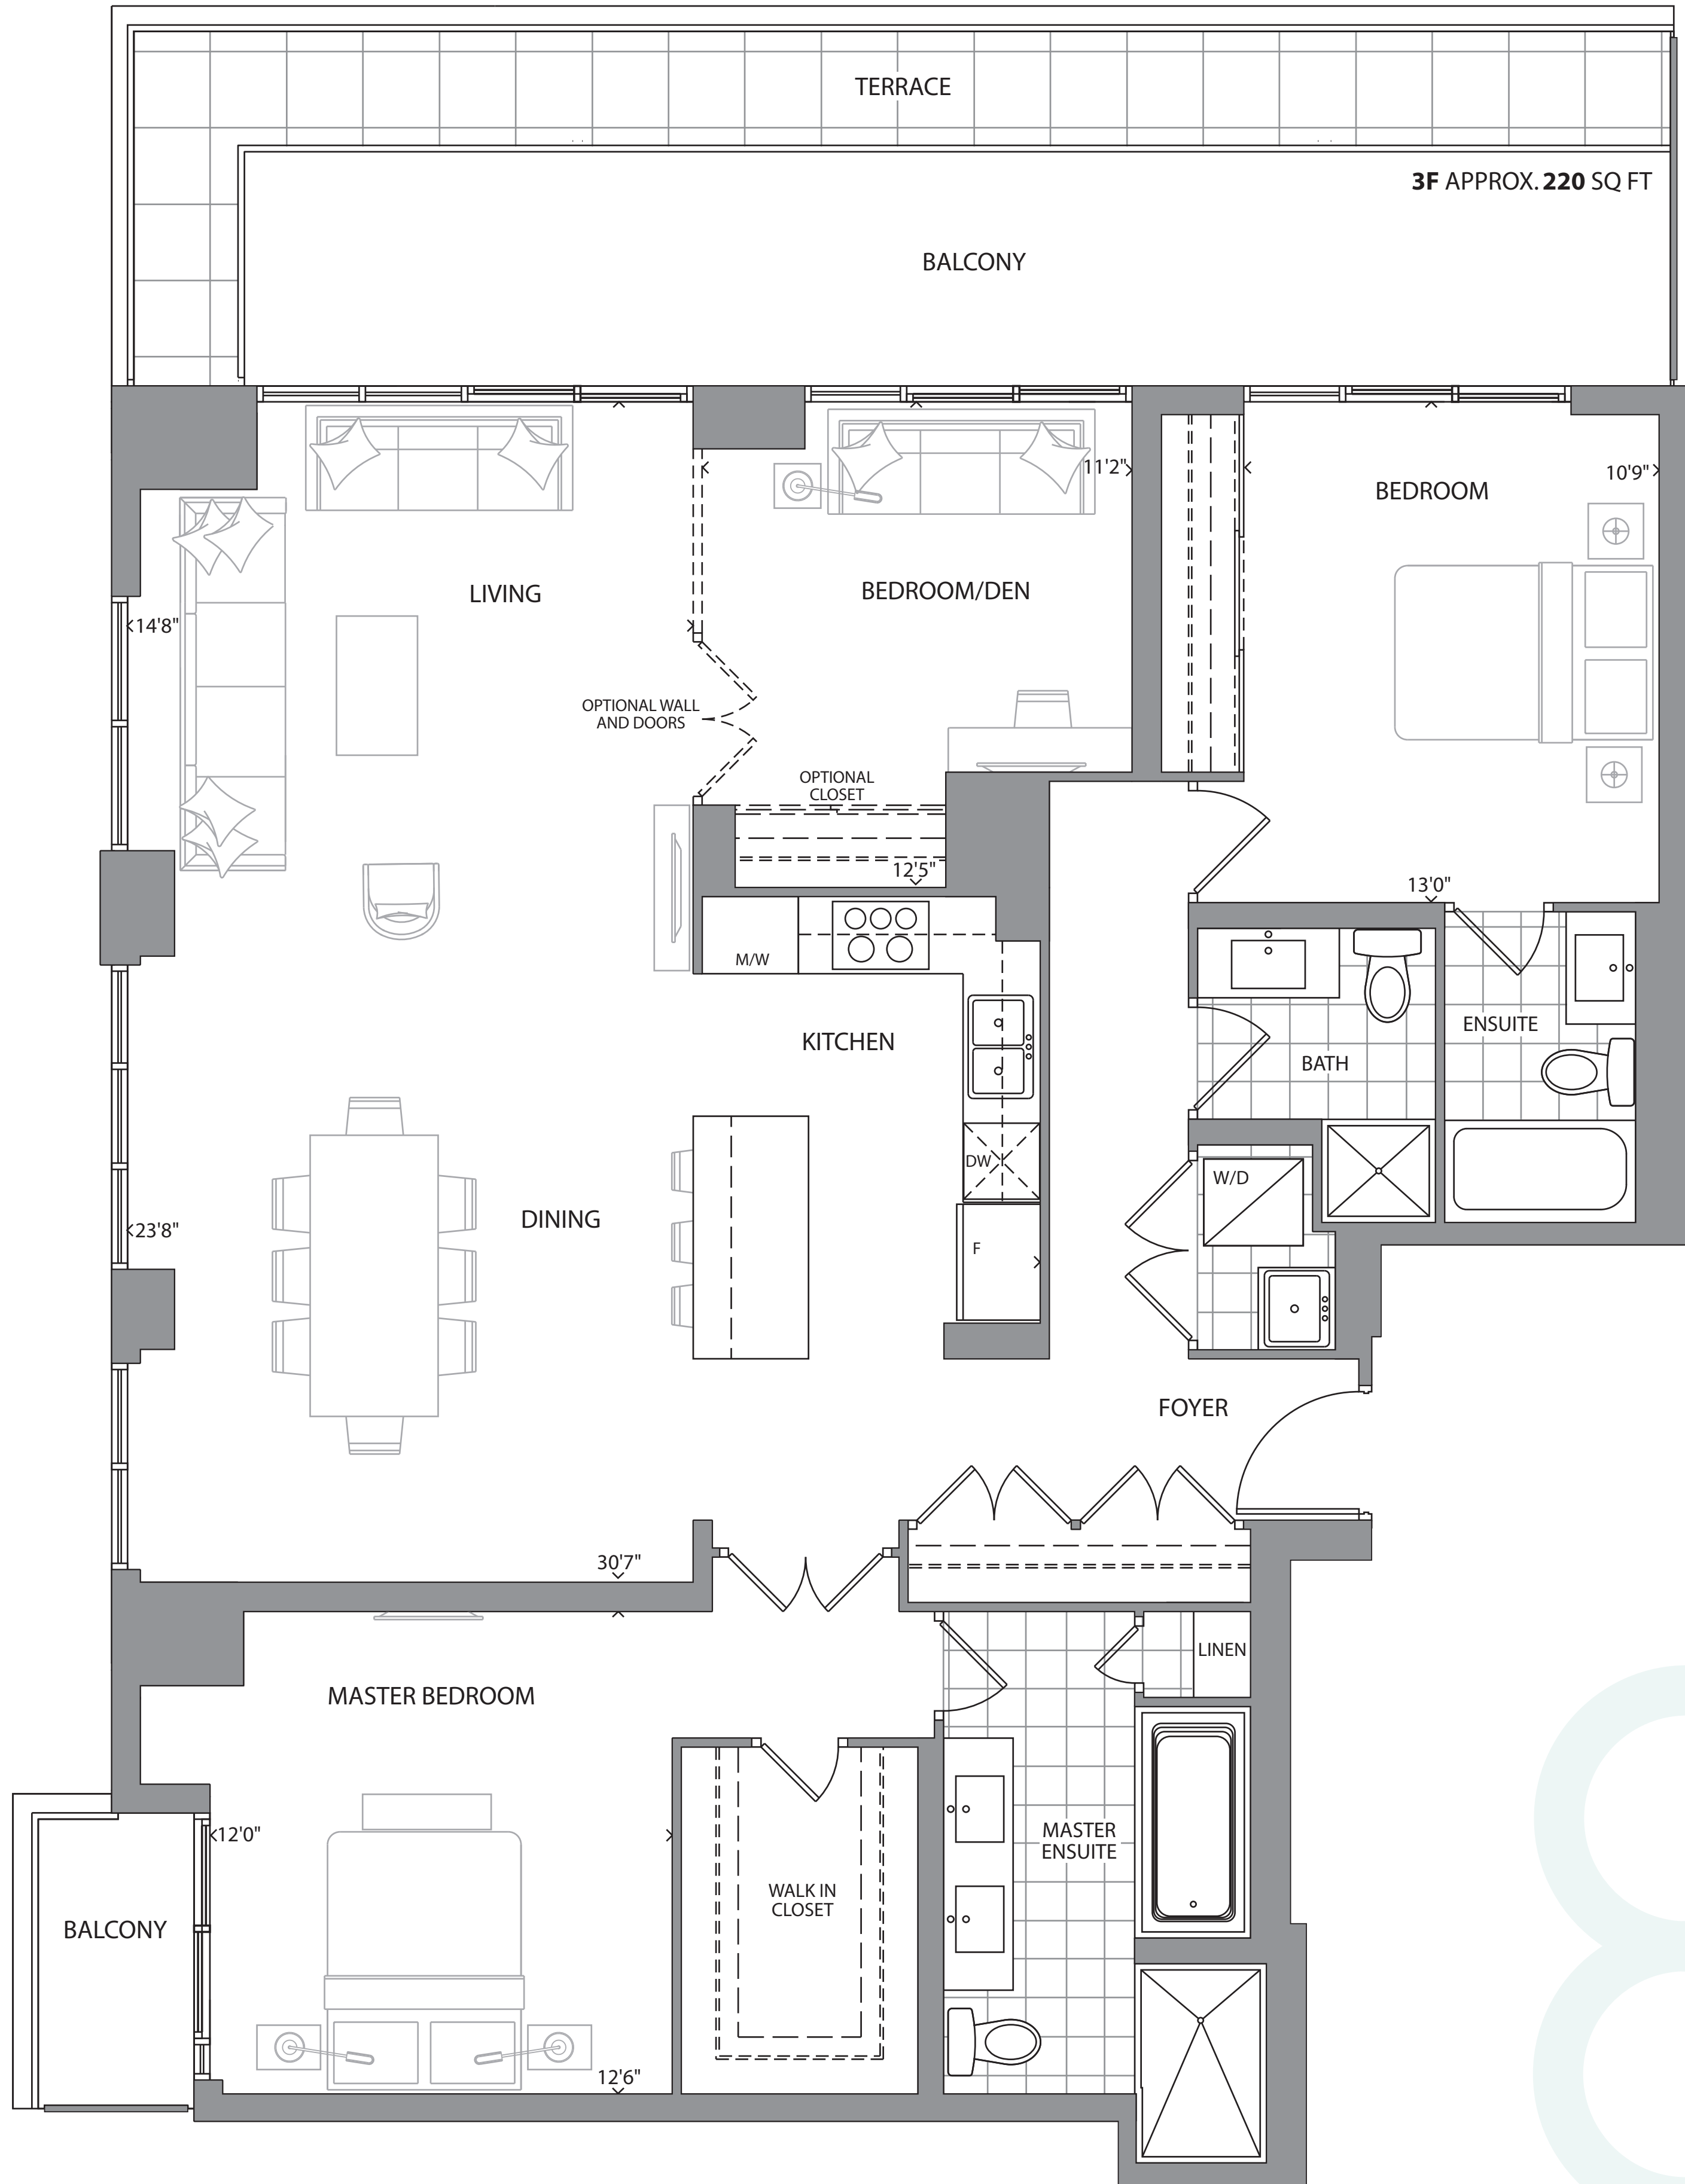 TERRACE
3F APPROX. 220 SQ FT
BALCONY
11'2"
10'9"
BEDROOM
LIVING
BEDROOM/DEN
14'8"
OPTIONAL WALL
AND DOORS
OPTIONAL
CLOSET
12'5"
13'0"
M/W
KITCHEN
ENSUITE
BATH
DW
W/D
DINING
23'8"
F
FOYER
30'7"
LINEN
MASTER BEDROOM
12'0"
MASTER
ENSUITE
WALK IN
CLOSET
BALCONY
12'6"